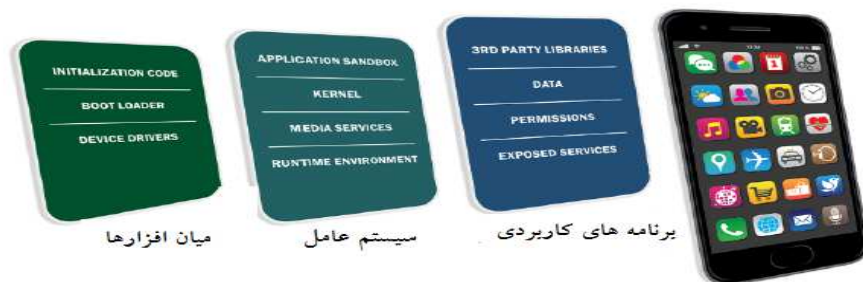 INITIALIZATION CODE
BOOT LOADER
DEVICE DRIVERS
میان افزارها
APPLICATION SANDBOX
KERNEL
MEDIA SERVICES
RUNTIME ENVIRONMENT
سیستم عامل
3RD PARTY LIBRARIES
DATA
PERMISSIONS
EXPOSED SERVICES
برنامه های کاربردی
1